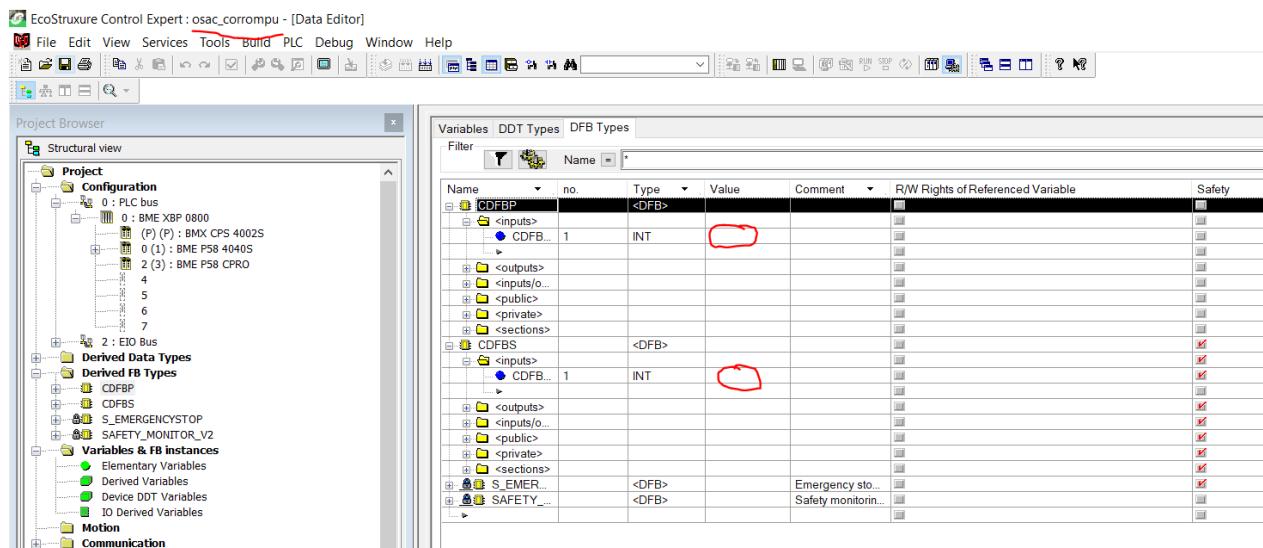 EcoStruxure Control Expert : osac_corrompu - [Data Editor]
File Edit View Services Tools Build PLC Debug Window Help
Project Browser
Structural view
Project
Configuration
0 : PLC bus
0 : BME XBP 0800
(P) (P) : BMX CPS 4002S
0 (1) : BME P58 4040S
2 (3) : BME P58 CPRO
4
5
6
7
2 : EIO Bus
Derived Data Types
Derived FB Types
CDFBP
CDFBS
S_EMERGENCYSTOP
SAFETY_MONITOR_V2
Variables & FB instances
Elementary Variables
Derived Variables
Device DDT Variables
IO Derived Variables
Motion
Communication
Variables DDT Types DFB Types
Filter
Name = *
Name no. Type Value Comment R/W Rights of Referenced Variable Safety
CDFBP <DFB>
<inputs>
CDFB... 1 INT
<outputs>
<inputs/o...
<public>
<private>
<sections>
CDFBS <DFB>
<inputs>
CDFB... 1 INT
<outputs>
<inputs/o...
<public>
<private>
<sections>
S_EMER... <DFB> Emergency sto...
SAFETY_... <DFB> Safety monitorin...